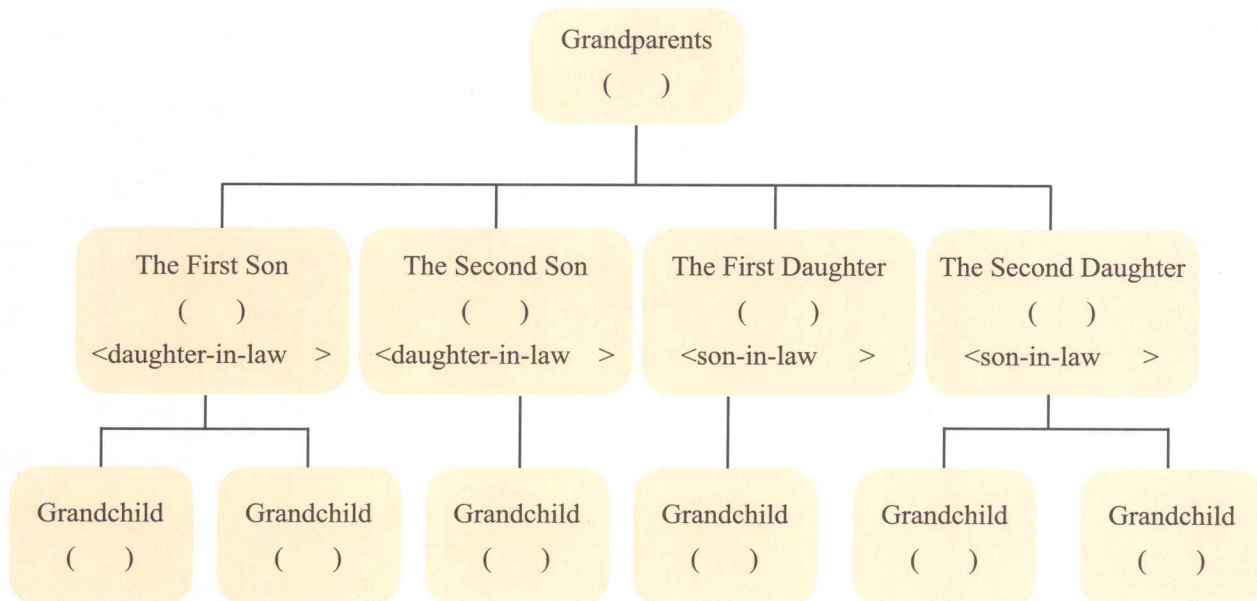 Grandparents
(      )
The First Son
(      )
<daughter-in-law      >
The Second Son
(      )
<daughter-in-law      >
The First Daughter
(      )
<son-in-law      >
The Second Daughter
(      )
<son-in-law      >
Grandchild
(      )
Grandchild
(      )
Grandchild
(      )
Grandchild
(      )
Grandchild
(      )
Grandchild
(      )